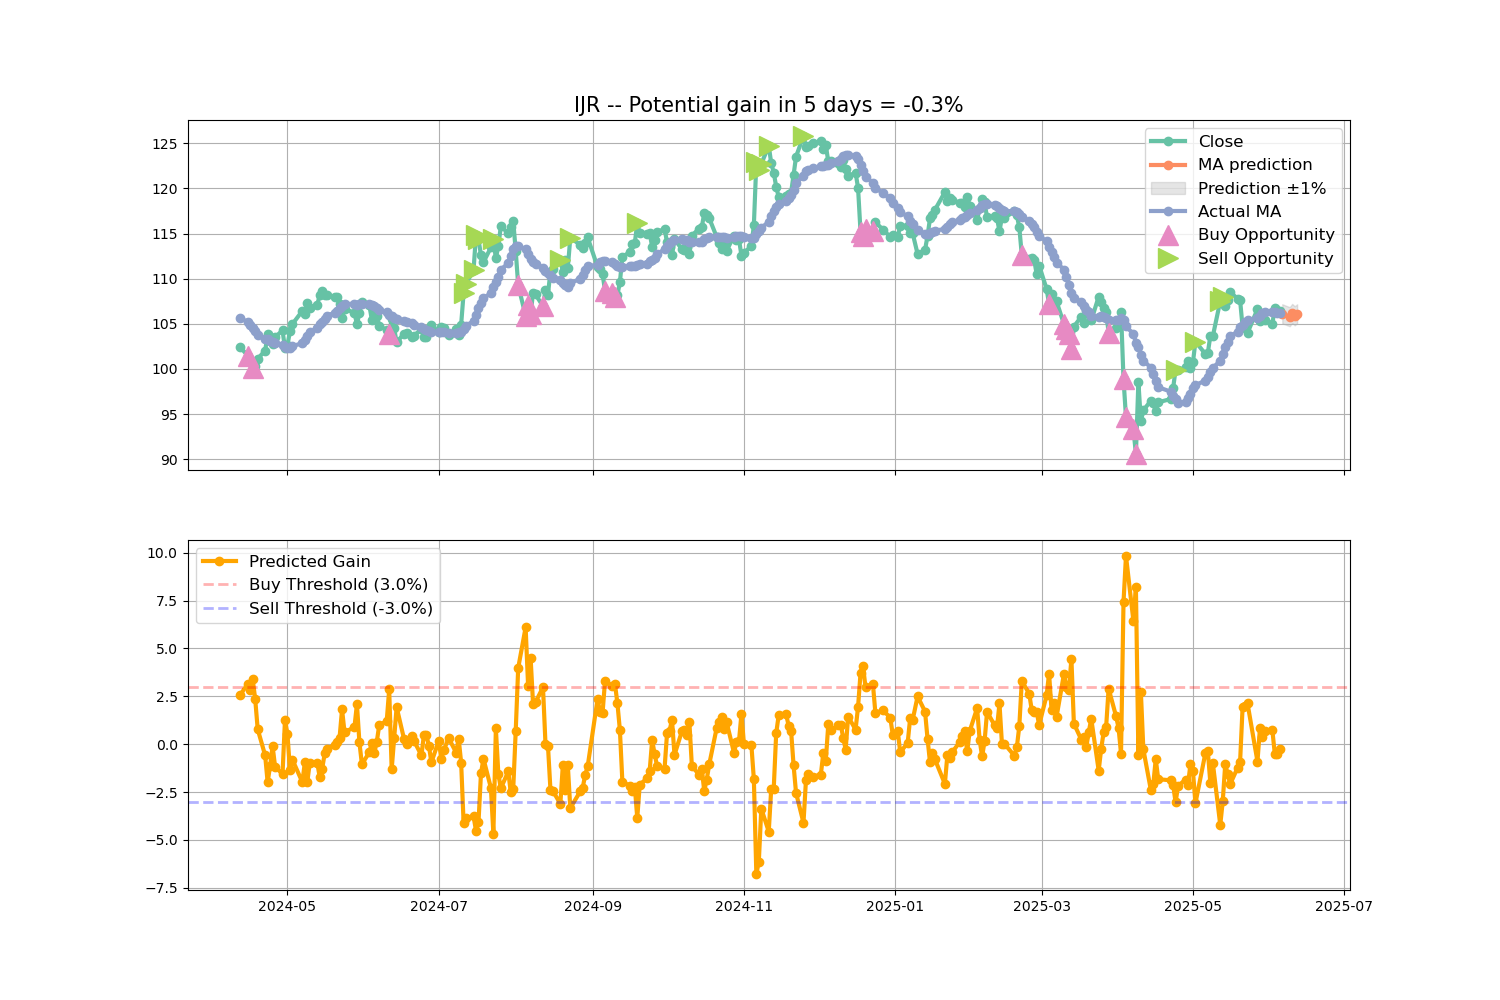 IJR -- Potential gain in 5 days = -0.3%
125
120
115
110
105
100
95
90
Close
MA prediction
Prediction ±1%
Actual MA
Buy Opportunity
Sell Opportunity
10.0
7.5
5.0
2.5
0.0
−2.5
−5.0
−7.5
Predicted Gain
Buy Threshold (3.0%)
Sell Threshold (-3.0%)
2024-05
2024-07
2024-09
2024-11
2025-01
2025-03
2025-05
2025-07